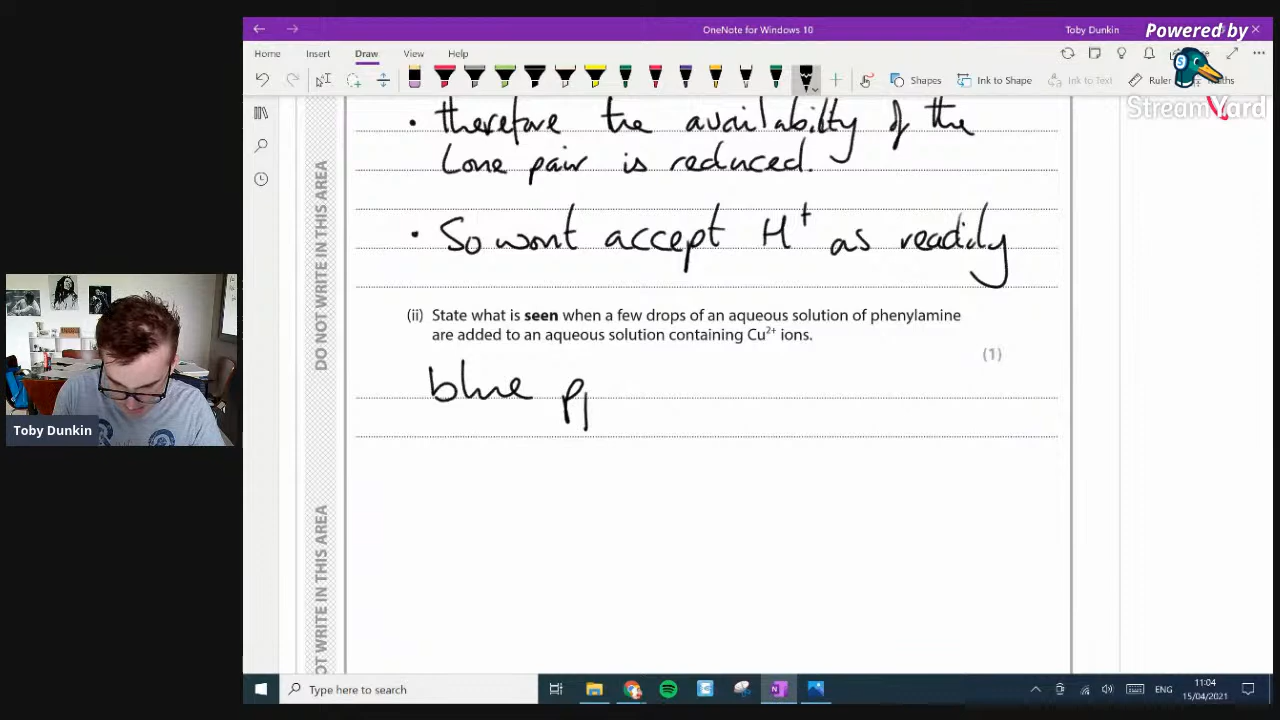 OneNote for Windows 10
Toby Dunkin
Powered by
StreamYard
Home Insert Draw View Help
Shapes
Ink to Shape
Ink to Text
Ruler
therefore the availability of the
Lone pair is reduced.
So wont accept H⁺ as readily
DO NOT WRITE IN THIS AREA
(ii) State what is seen when a few drops of an aqueous solution of phenylamine
are added to an aqueous solution containing Cu²⁺ ions.
(1)
blue
Toby Dunkin
NOT WRITE IN THIS AREA
Type here to search
ENG
11:04
15/04/2021